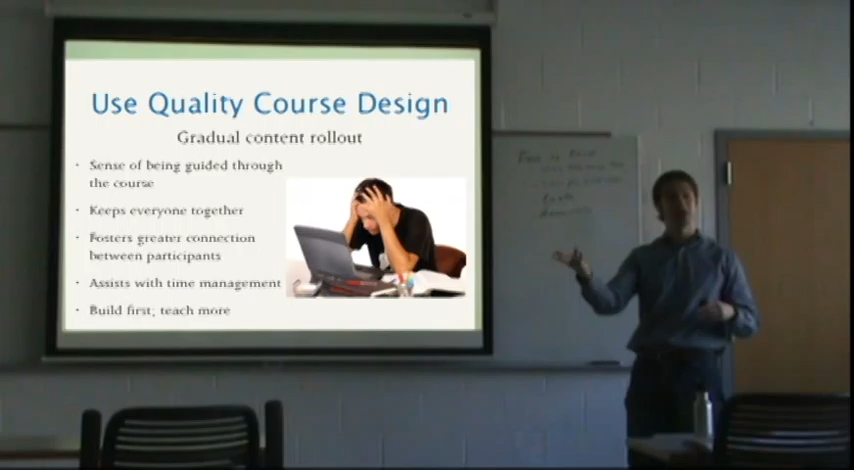 Use Quality Course Design
Gradual content rollout
· Sense of being guided through
the course
· Keeps everyone together
· Fosters greater connection
between participants
· Assists with time management
· Build first; teach more